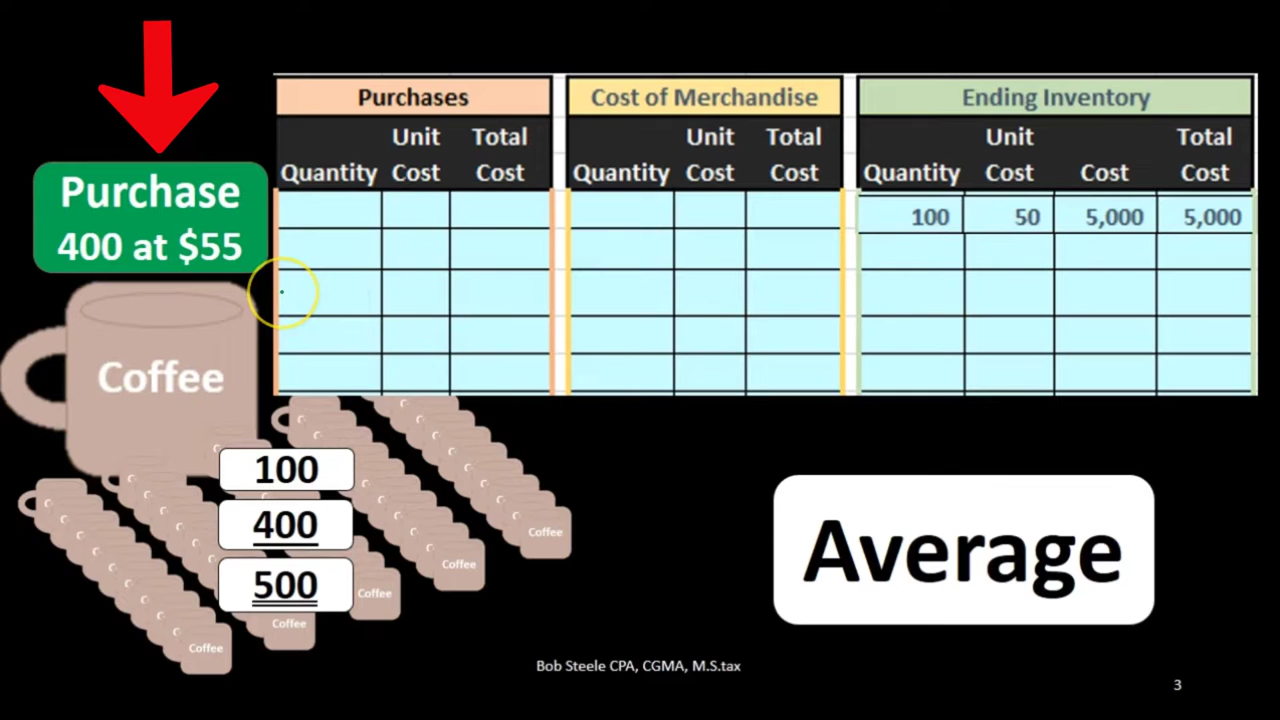 Purchase
400 at $55
Purchases
Cost of Merchandise
Ending Inventory
Quantity Unit Cost Total Cost
Quantity Unit Cost Total Cost
Quantity Unit Cost Cost Total Cost
100 50 5,000 5,000
Coffee
100
400
500
Coffee
Coffee
Coffee
Coffee
Coffee
Average
Bob Steele CPA, CGMA, M.S.tax
3